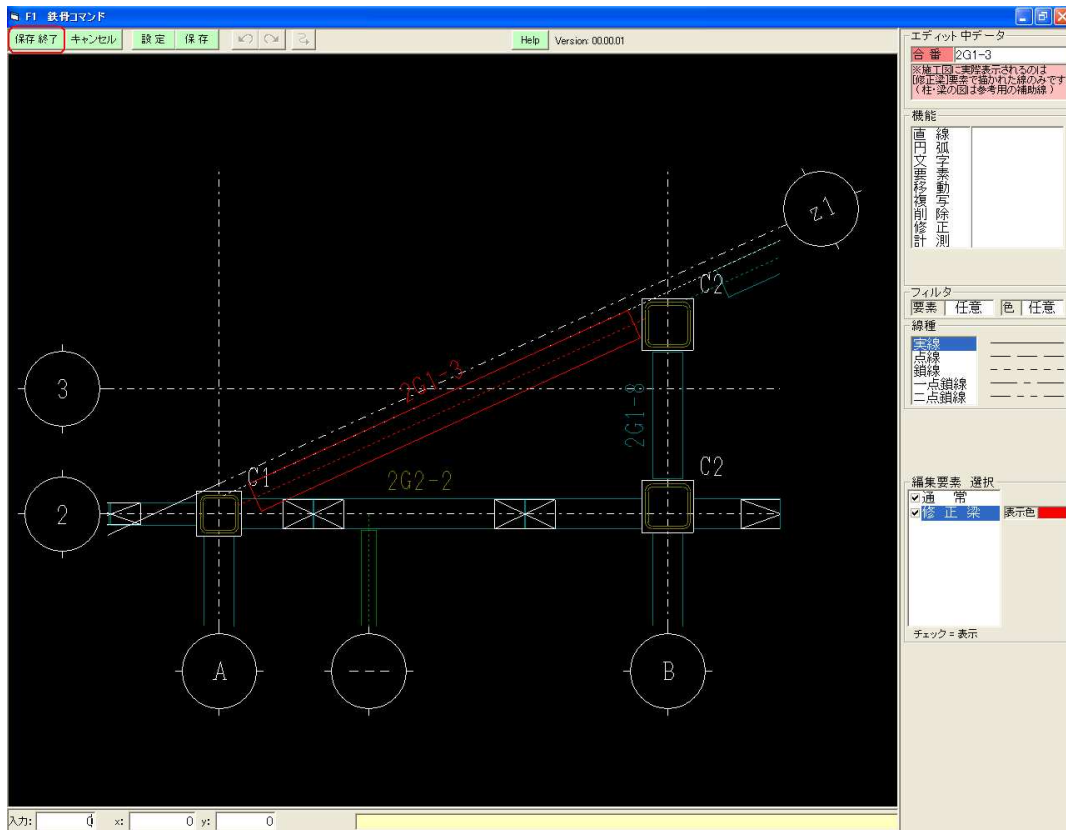 F1 鉄骨コマンド
保存終了 キャンセル 設定 保存 Help Version: 00.00.01
エディット中データ
合番 2G1-3
※施工図に実際表示されるのは
[修正梁]要素で描かれた線のみです
(柱・梁の図は参考用の補助線)
機能
直線
円弧
文字
要素
移動
複写
削除
修正
計測
フィルタ
要素 任意 色 任意
線種
実線
点線
鎖線
一点鎖線
二点鎖線
編集要素 選択
通常
修正梁 表示色
チェック=表示
z1
C2
2G1-3
3
2G1-8
C1
2G2-2
C2
2
A
---
B
入力: 0 x: 0 y: 0